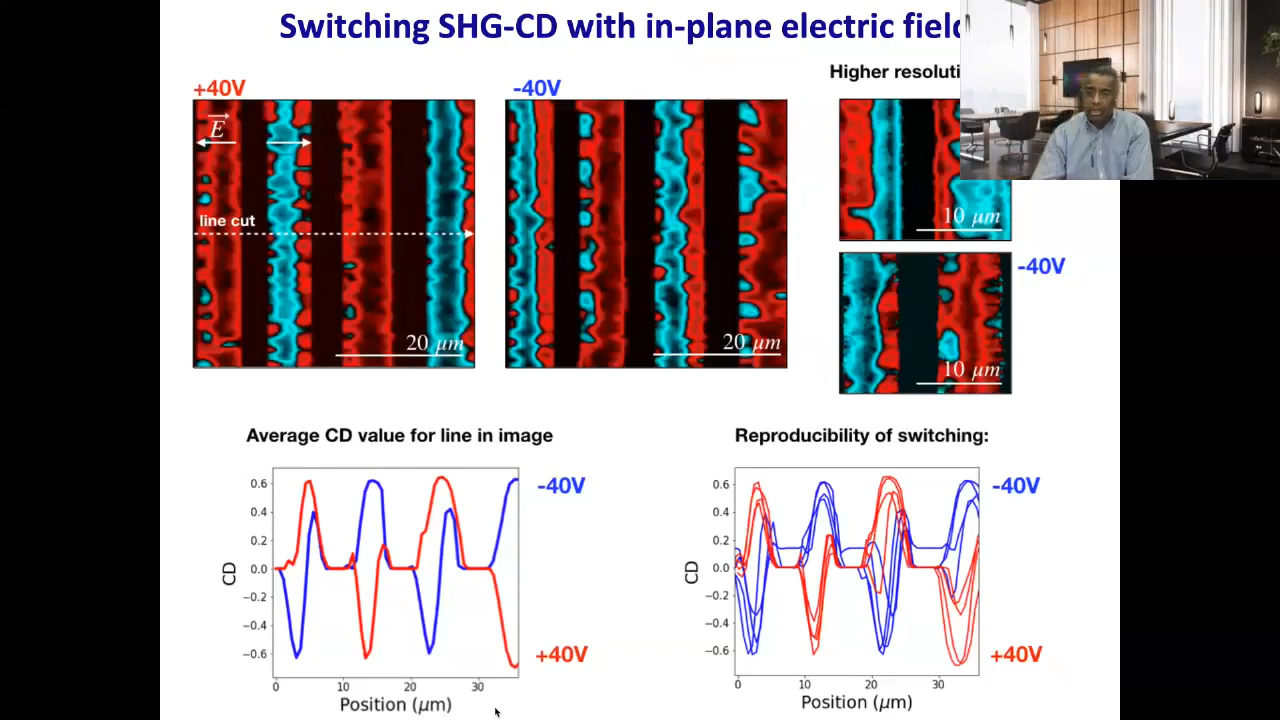 Switching SHG-CD with in-plane electric field
Higher resoluti
+40V
-40V
E
line cut
20 μm
20 μm
10 μm
-40V
10 μm
Average CD value for line in image
Reproducibility of switching:
0.6
0.4
0.2
0.0
−0.2
−0.4
−0.6
CD
0
10
20
30
Position (μm)
-40V
+40V
0.6
0.4
0.2
0.0
−0.2
−0.4
−0.6
CD
0
10
20
30
Position (μm)
-40V
+40V